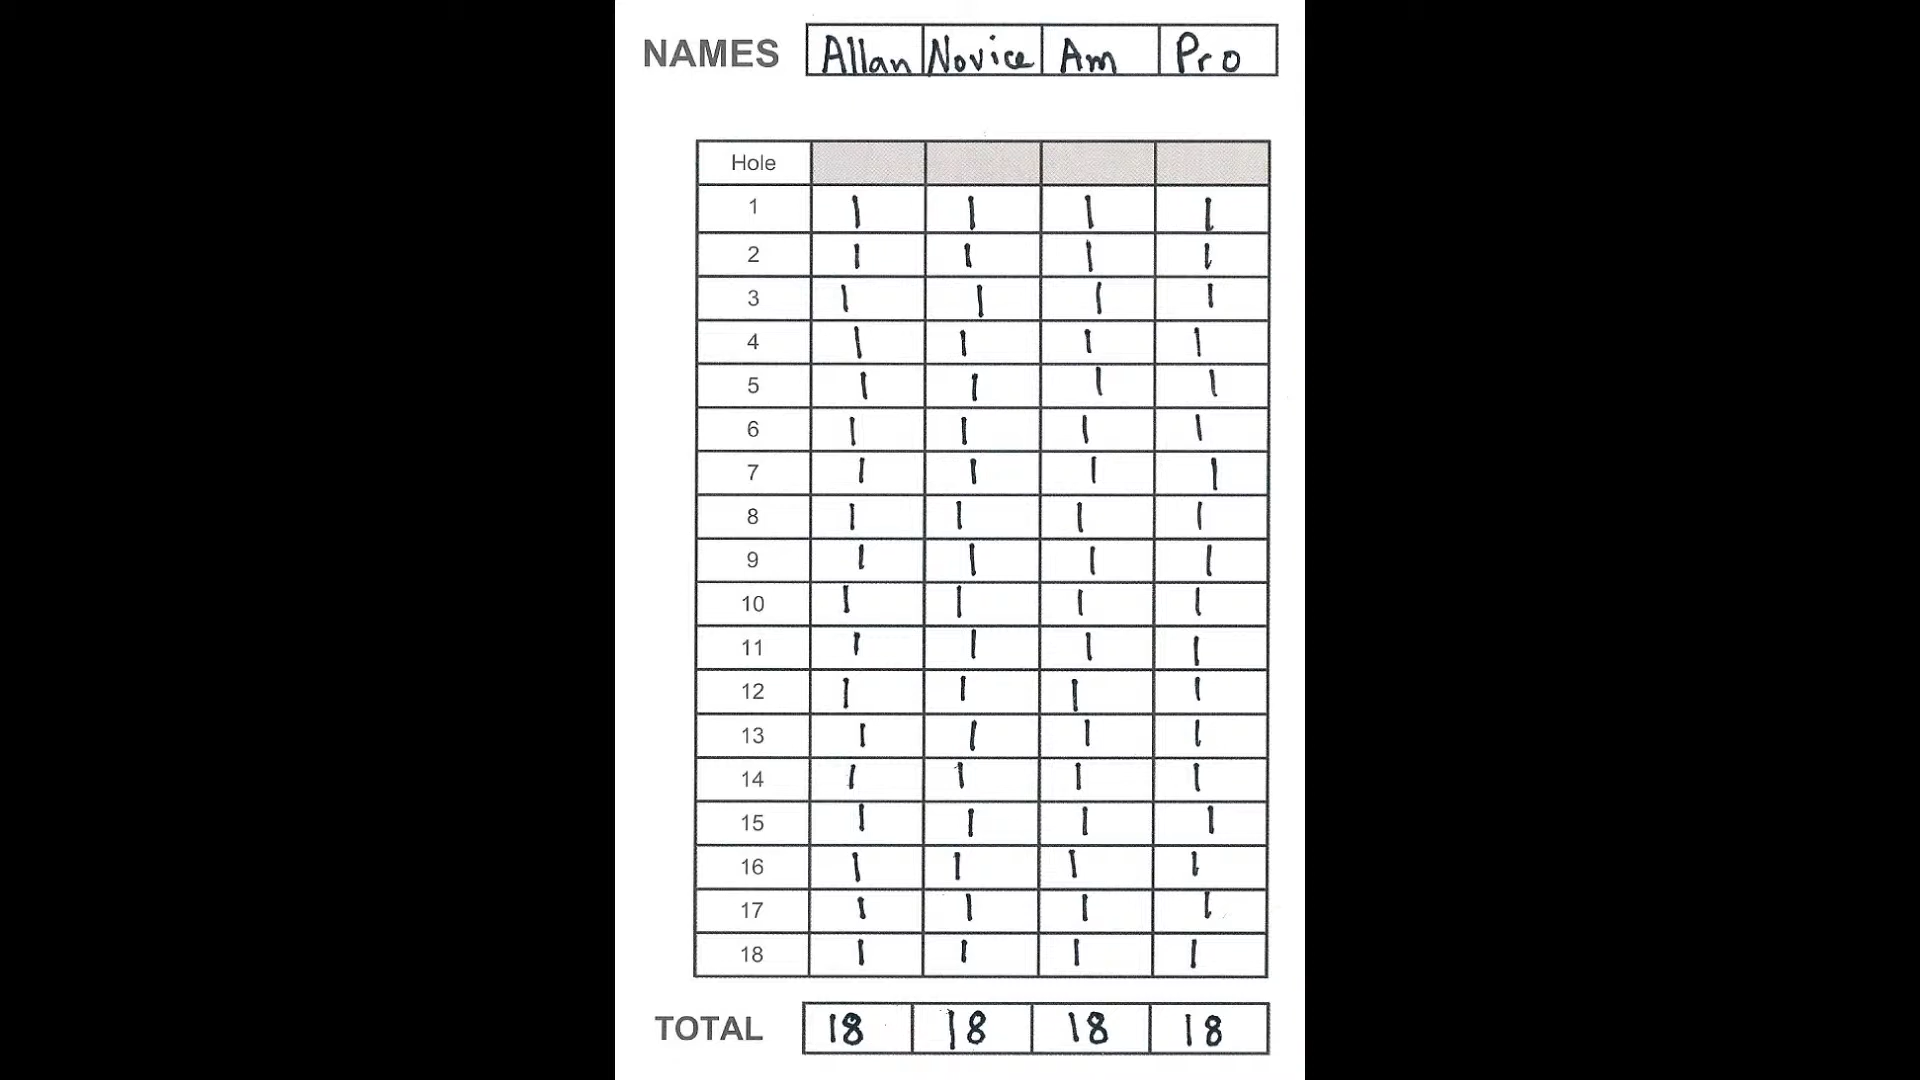 NAMES Allan Novice Am Pro
Hole
1 1 1 1 1
2 1 1 1 1
3 1 1 1 1
4 1 1 1 1
5 1 1 1 1
6 1 1 1 1
7 1 1 1 1
8 1 1 1 1
9 1 1 1 1
10 1 1 1 1
11 1 1 1 1
12 1 1 1 1
13 1 1 1 1
14 1 1 1 1
15 1 1 1 1
16 1 1 1 1
17 1 1 1 1
18 1 1 1 1
TOTAL 18 18 18 18